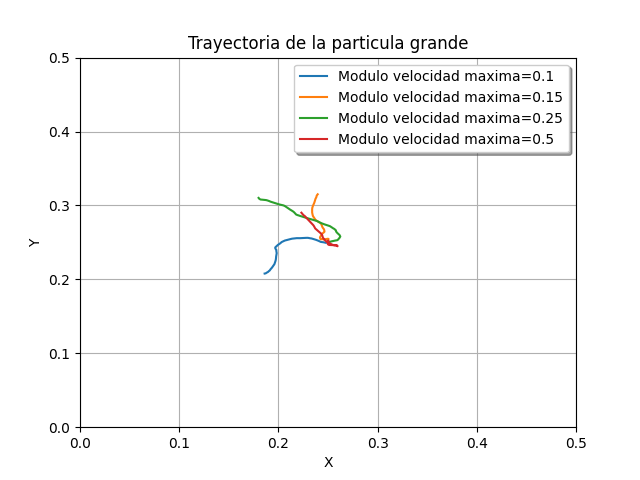 Trayectoria de la particula grande
Modulo velocidad maxima=0.1
Modulo velocidad maxima=0.15
Modulo velocidad maxima=0.25
Modulo velocidad maxima=0.5
0.5
0.4
0.3
0.2
0.1
0.0
Y
0.0 0.1 0.2 0.3 0.4 0.5
X